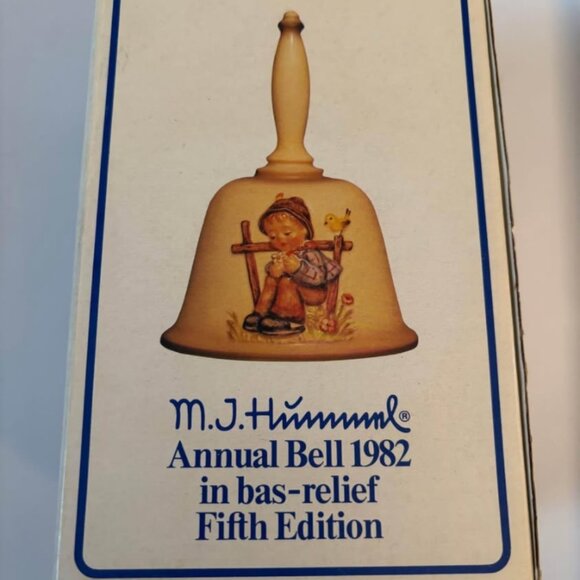 M.J.Hummel®
Annual Bell 1982
in bas-relief
Fifth Edition